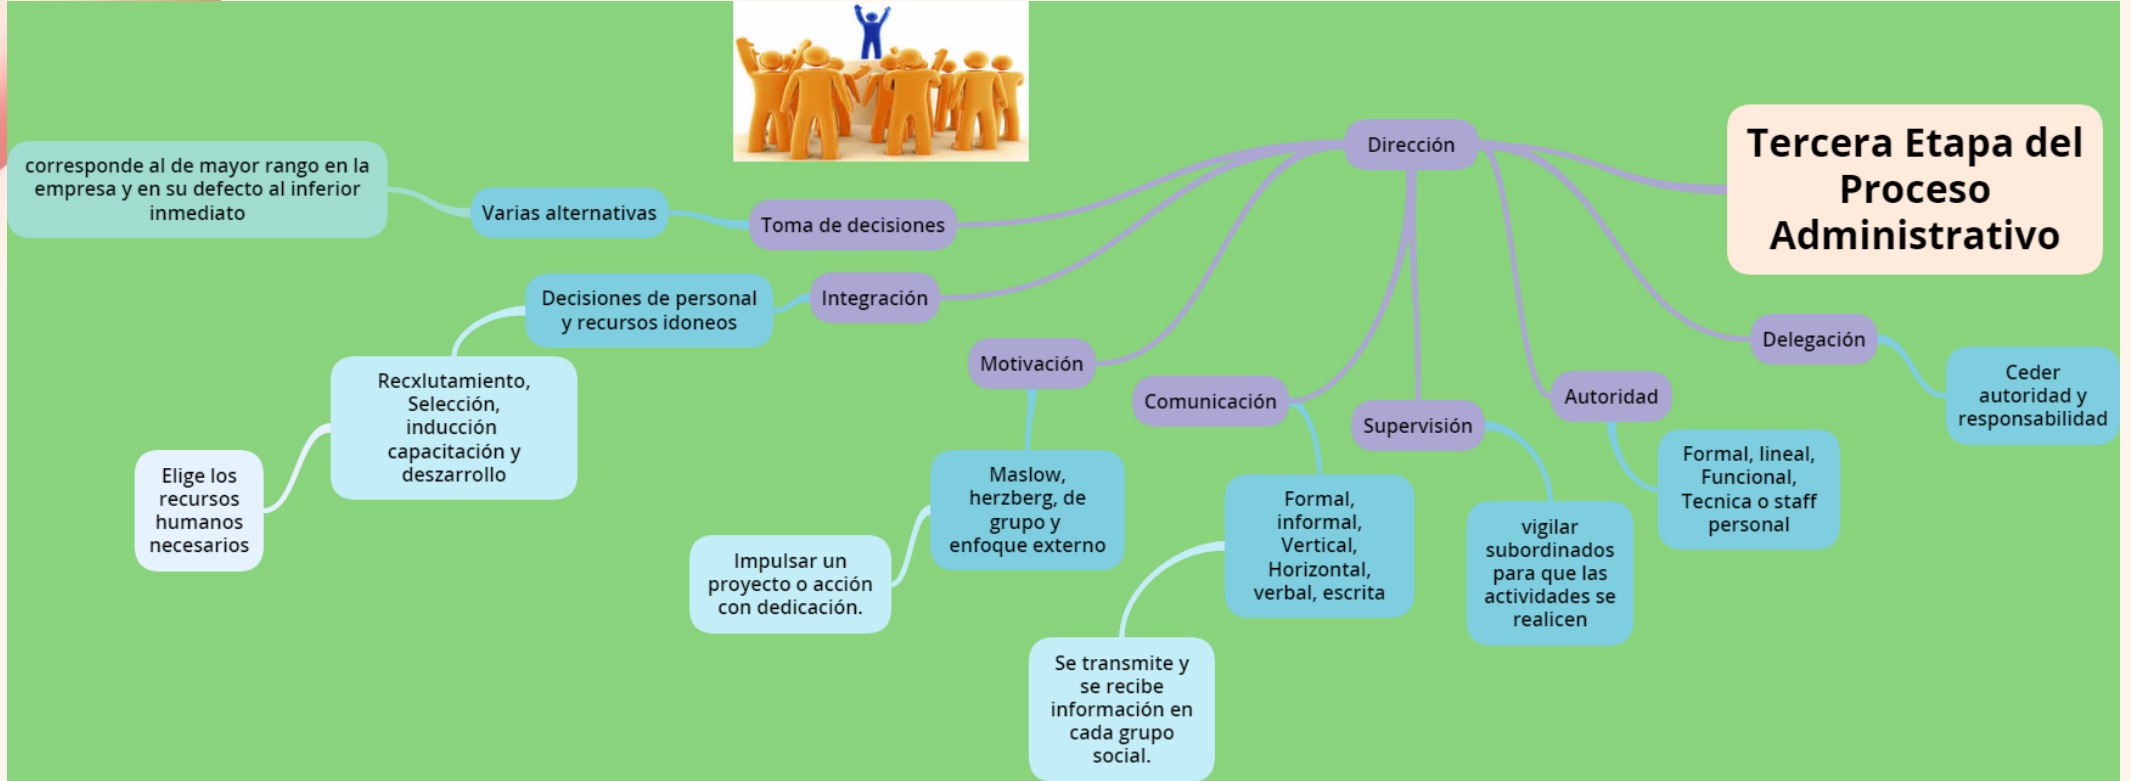 Tercera Etapa del
Proceso
Administrativo
Dirección
Toma de decisiones
Varias alternativas
corresponde al de mayor rango en la
empresa y en su defecto al inferior
inmediato
Integración
Decisiones de personal
y recursos idoneos
Recxlutamiento,
Selección,
inducción
capacitación y
deszarrollo
Elige los
recursos
humanos
necesarios
Motivación
Maslow,
herzberg, de
grupo y
enfoque externo
Impulsar un
proyecto o acción
con dedicación.
Comunicación
Formal,
informal,
Vertical,
Horizontal,
verbal, escrita
Se transmite y
se recibe
información en
cada grupo
social.
Supervisión
vigilar
subordinados
para que las
actividades se
realicen
Autoridad
Formal, lineal,
Funcional,
Tecnica o staff
personal
Delegación
Ceder
autoridad y
responsabilidad